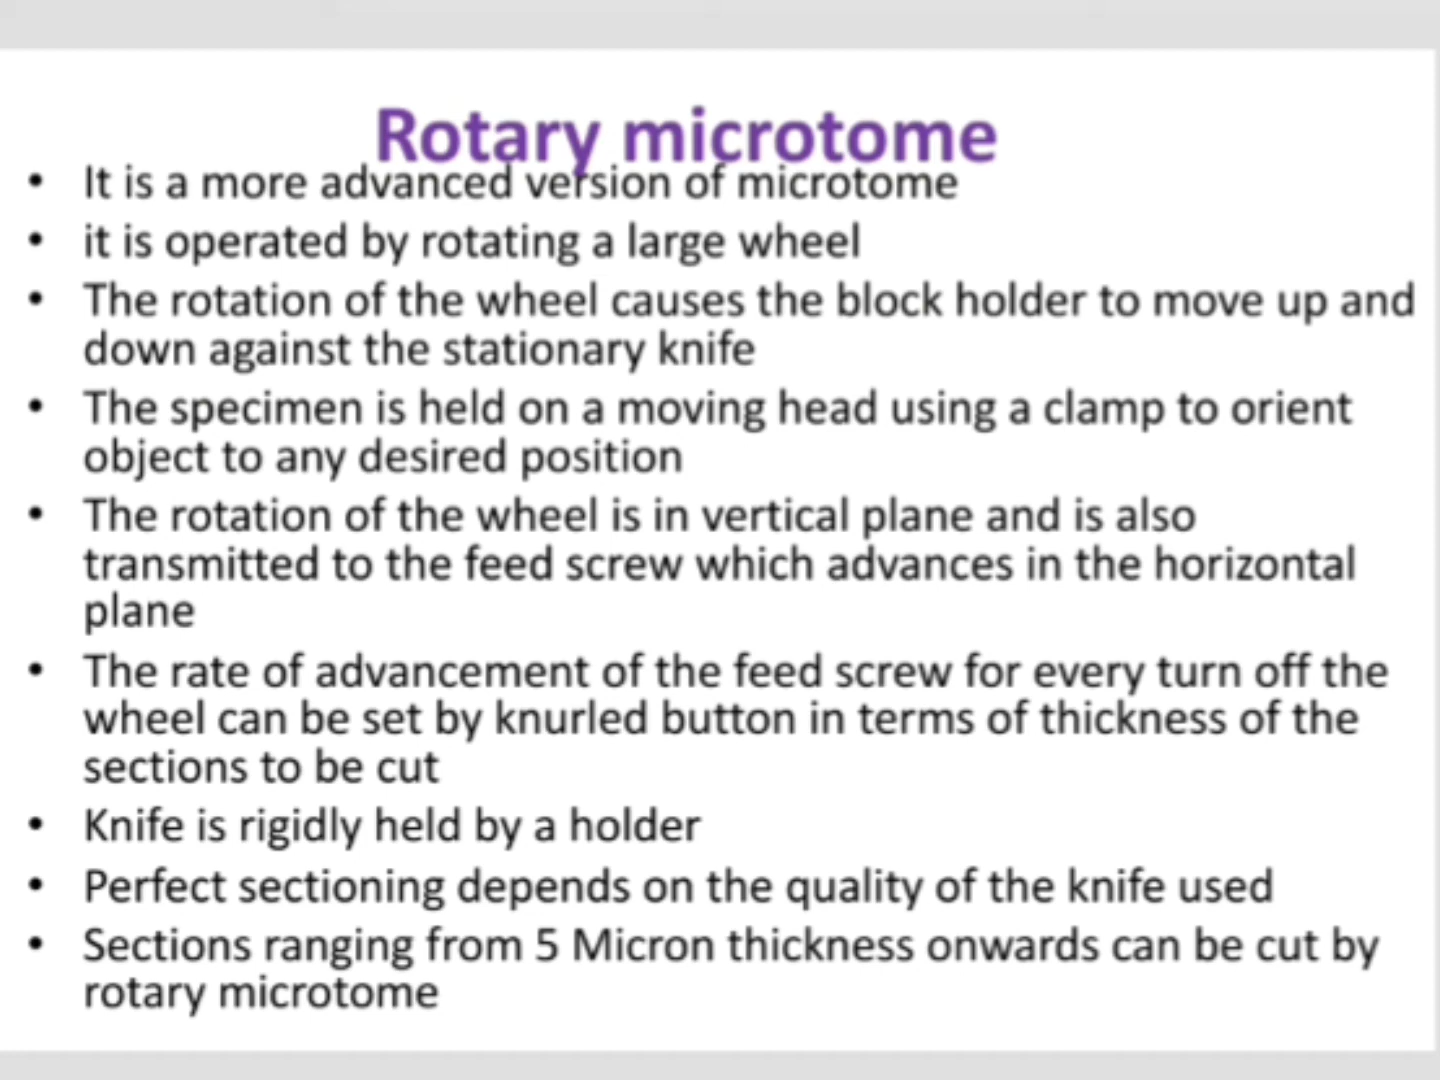 Rotary microtome
• It is a more advanced version of microtome
• it is operated by rotating a large wheel
• The rotation of the wheel causes the block holder to move up and
down against the stationary knife
• The specimen is held on a moving head using a clamp to orient
object to any desired position
• The rotation of the wheel is in vertical plane and is also
transmitted to the feed screw which advances in the horizontal
plane
• The rate of advancement of the feed screw for every turn off the
wheel can be set by knurled button in terms of thickness of the
sections to be cut
• Knife is rigidly held by a holder
• Perfect sectioning depends on the quality of the knife used
• Sections ranging from 5 Micron thickness onwards can be cut by
rotary microtome